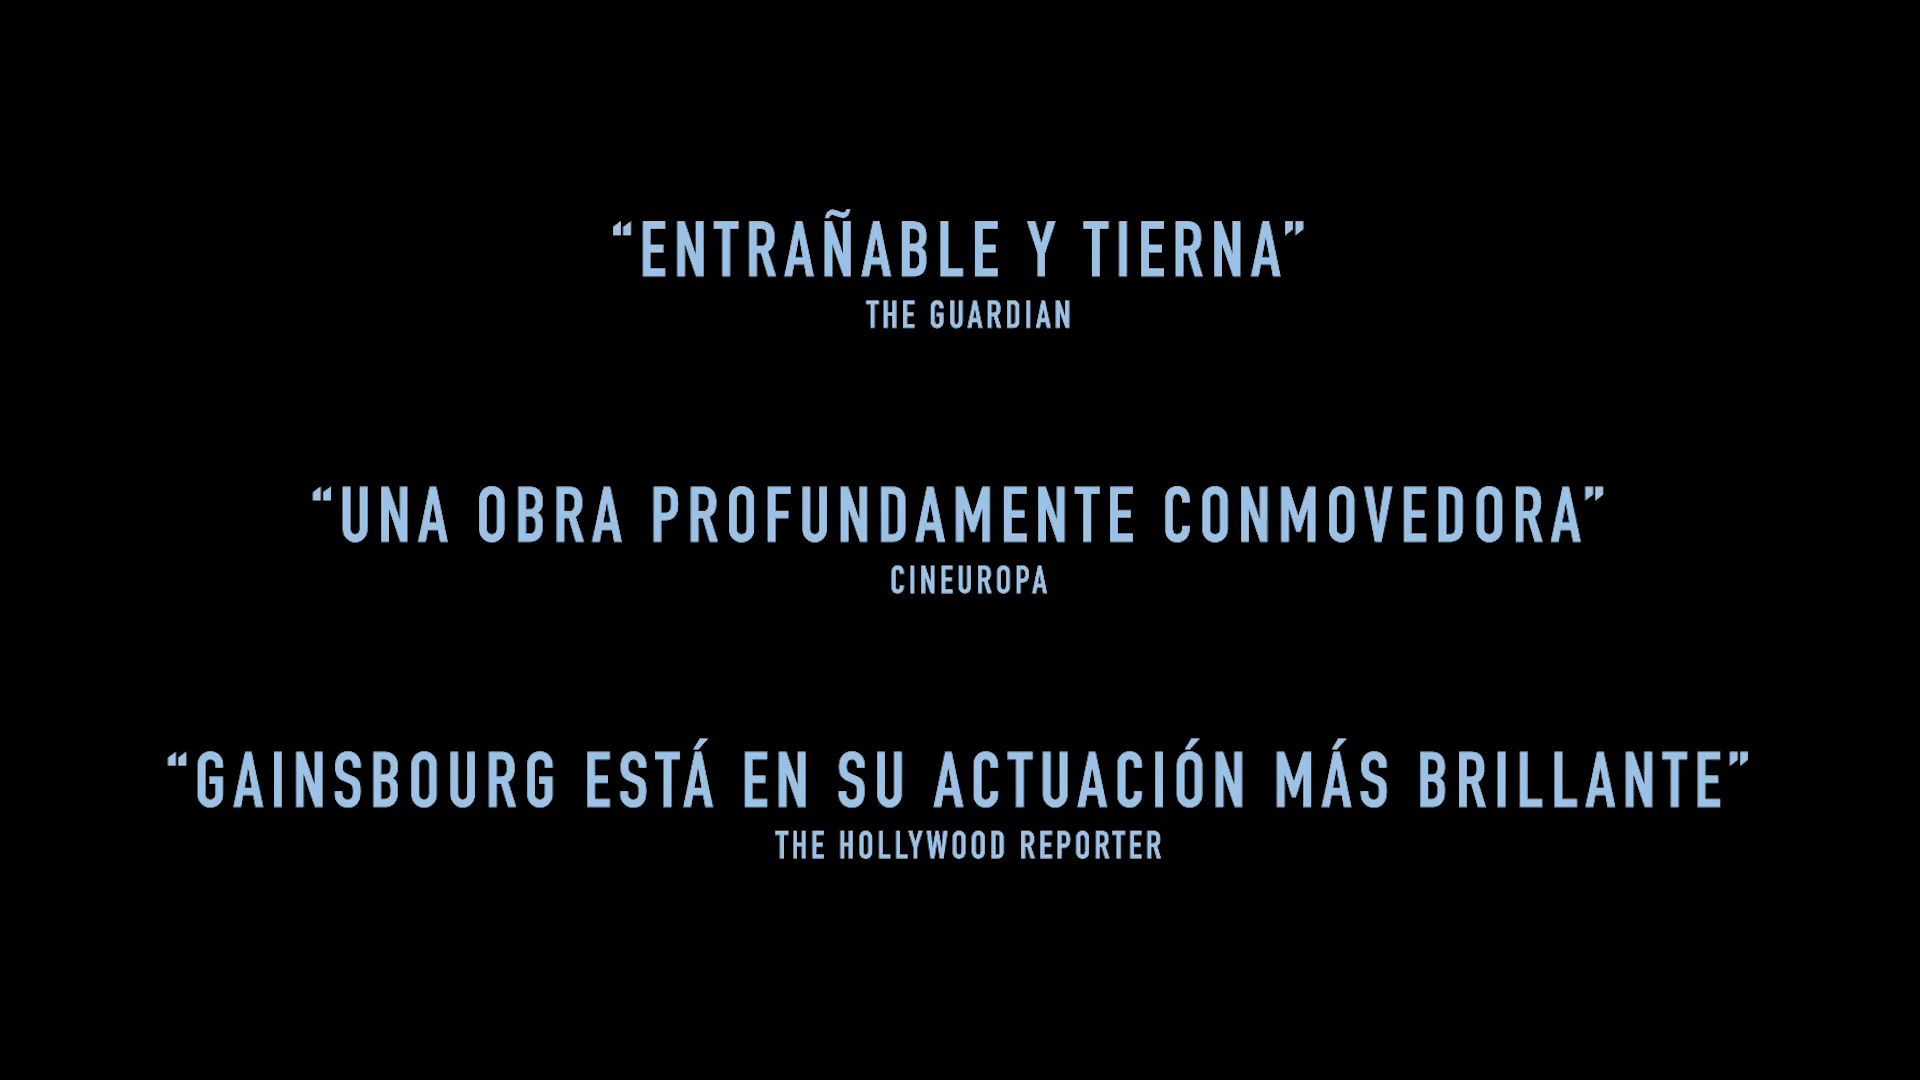 “ENTRAÑABLE Y TIERNA”
THE GUARDIAN
“UNA OBRA PROFUNDAMENTE CONMOVEDORA”
CINEUROPA
“GAINSBOURG ESTÁ EN SU ACTUACIÓN MÁS BRILLANTE”
THE HOLLYWOOD REPORTER